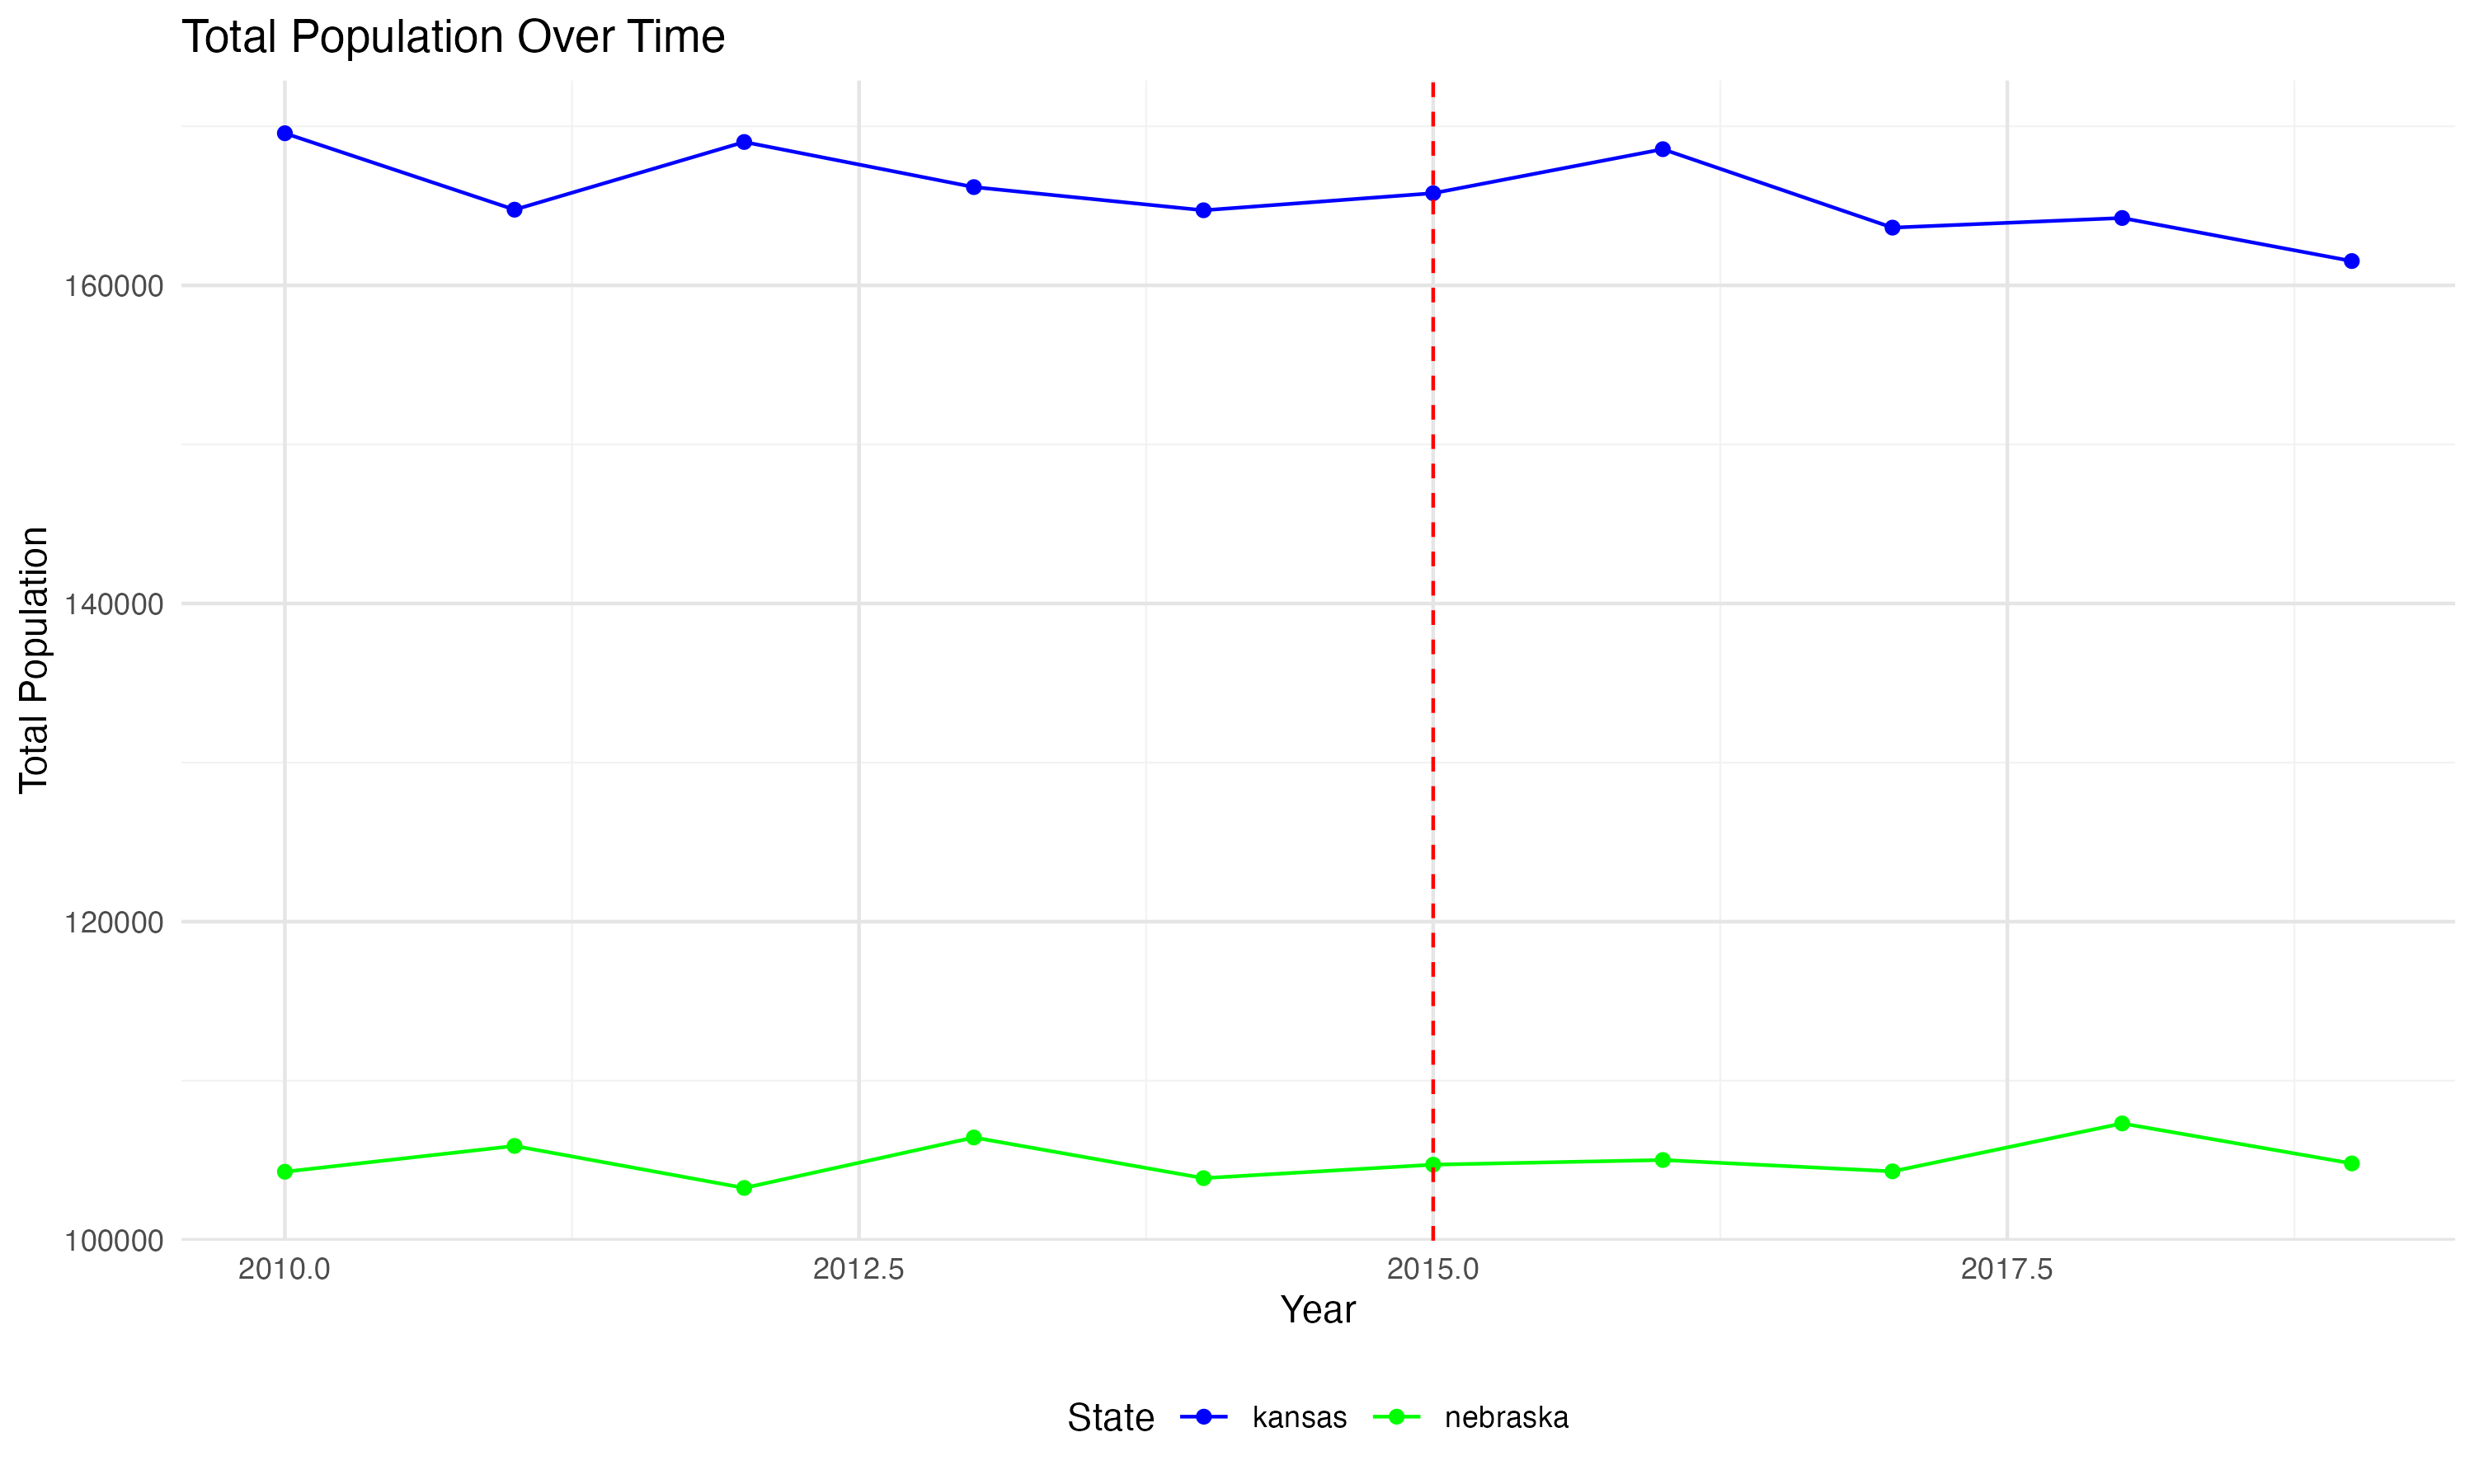 Total Population Over Time
Total Population
160000
140000
120000
100000
2010.0 2012.5 2015.0 2017.5
Year
State kansas nebraska